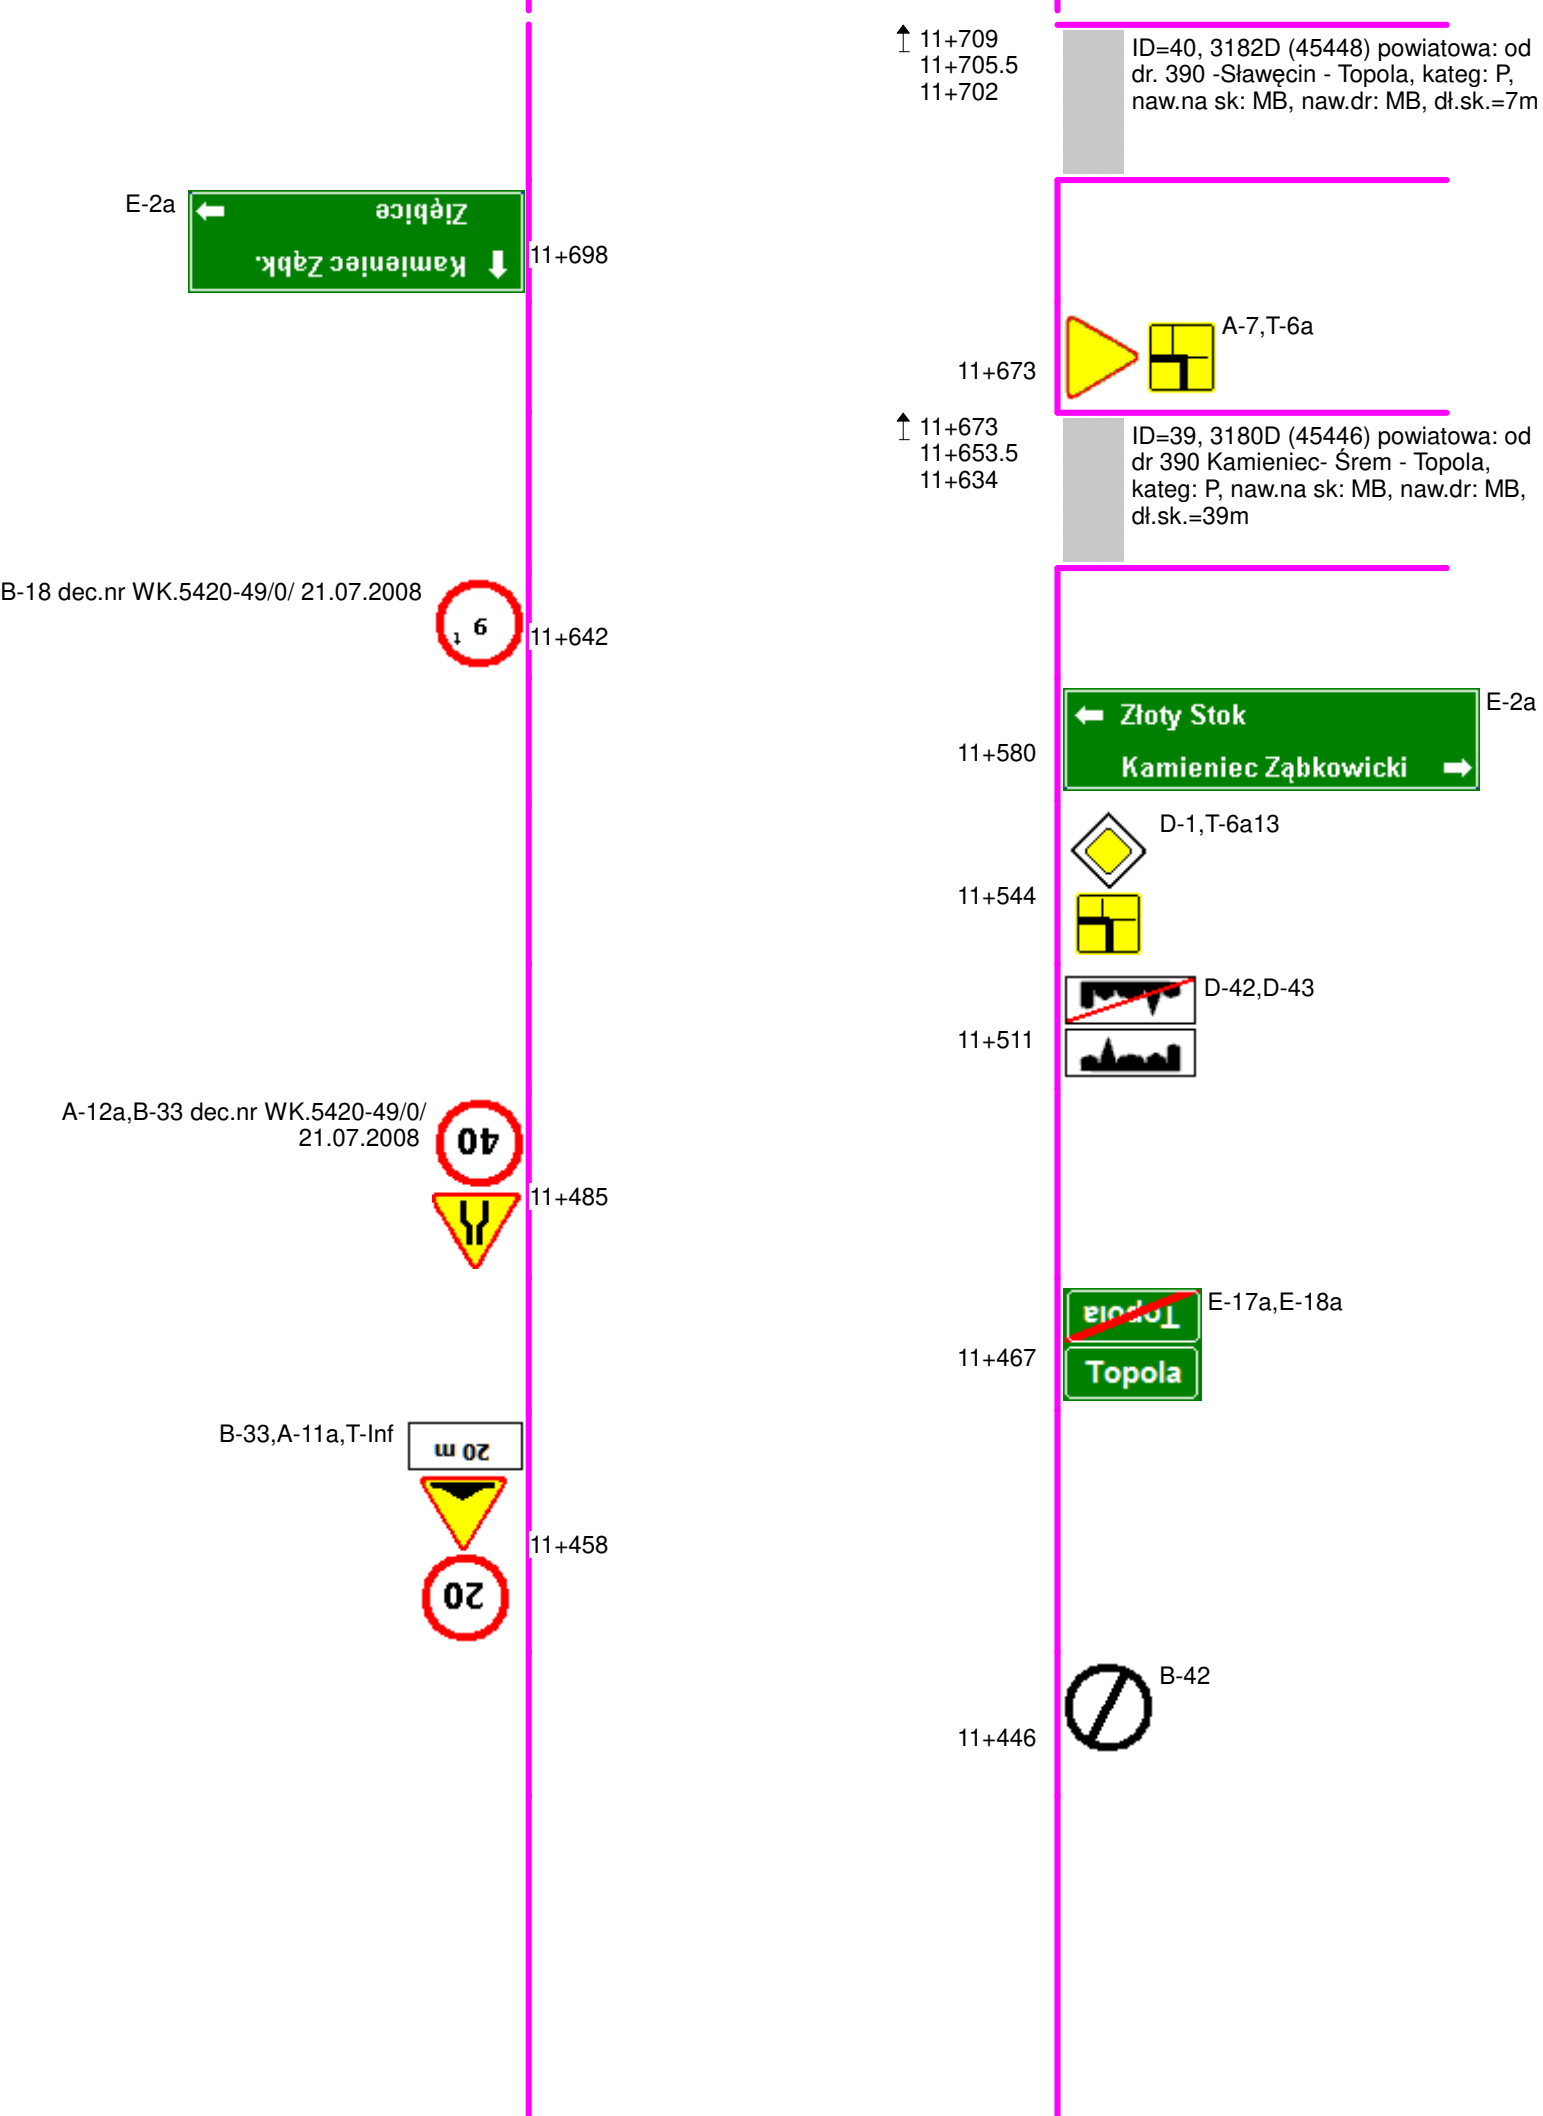 11+709
11+705.5
11+702
ID=40, 3182D (45448) powiatowa: od
dr. 390 -Sławęcin - Topola, kateg: P,
naw.na sk: MB, naw.dr: MB, dł.sk.=7m
E-2a
Ziębice
Kamieniec Ząbk.
11+698
A-7,T-6a
11+673
11+673
11+653.5
11+634
ID=39, 3180D (45446) powiatowa: od
dr 390 Kamieniec- Śrem - Topola,
kateg: P, naw.na sk: MB, naw.dr: MB,
dł.sk.=39m
B-18 dec.nr WK.5420-49/0/ 21.07.2008
t
11+642
Złoty Stok
Kamieniec Ząbkowicki
E-2a
11+580
D-1,T-6a13
11+544
D-42,D-43
11+511
A-12a,B-33 dec.nr WK.5420-49/0/
21.07.2008
40
11+485
Topola
Topola
E-17a,E-18a
11+467
B-33,A-11a,T-Inf
20 m
11+458
20
B-42
11+446